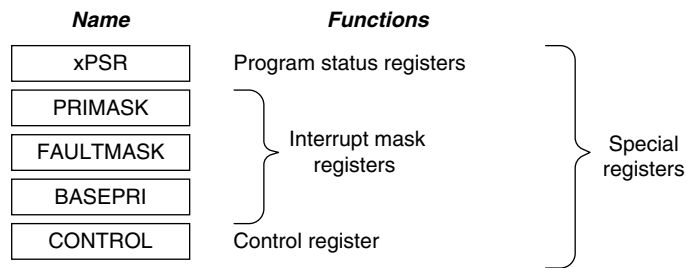 Name Functions
xPSR Program status registers
PRIMASK
FAULTMASK
BASEPRI
Interrupt mask
registers
CONTROL Control register
Special
registers